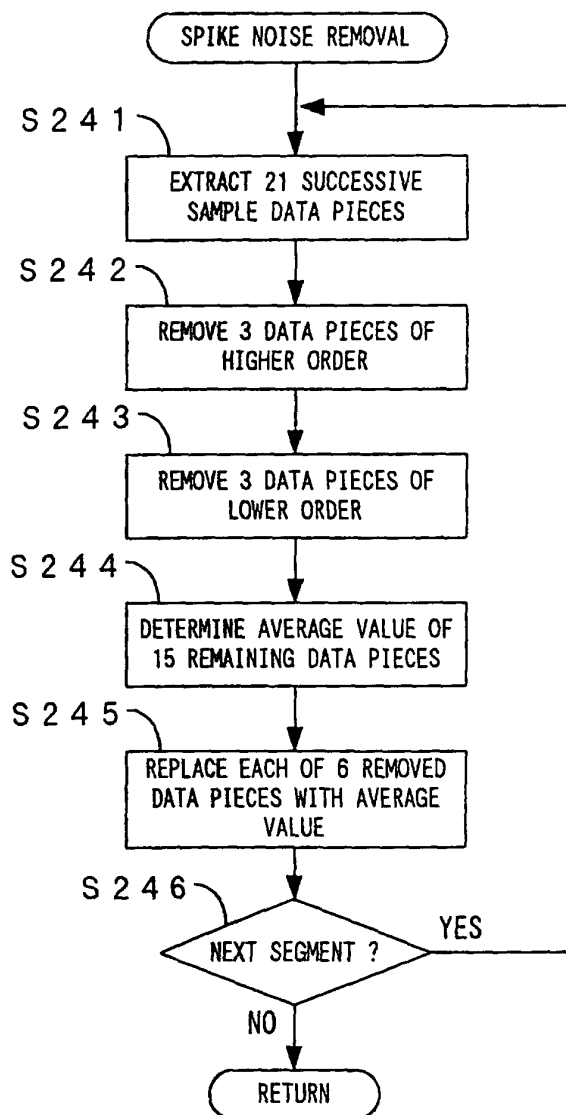 SPIKE NOISE REMOVAL
S241
EXTRACT 21 SUCCESSIVE
SAMPLE DATA PIECES
S242
REMOVE 3 DATA PIECES OF
HIGHER ORDER
S243
REMOVE 3 DATA PIECES OF
LOWER ORDER
S244
DETERMINE AVERAGE VALUE OF
15 REMAINING DATA PIECES
S245
REPLACE EACH OF 6 REMOVED
DATA PIECES WITH AVERAGE
VALUE
S246
NEXT SEGMENT ?
YES
NO
RETURN